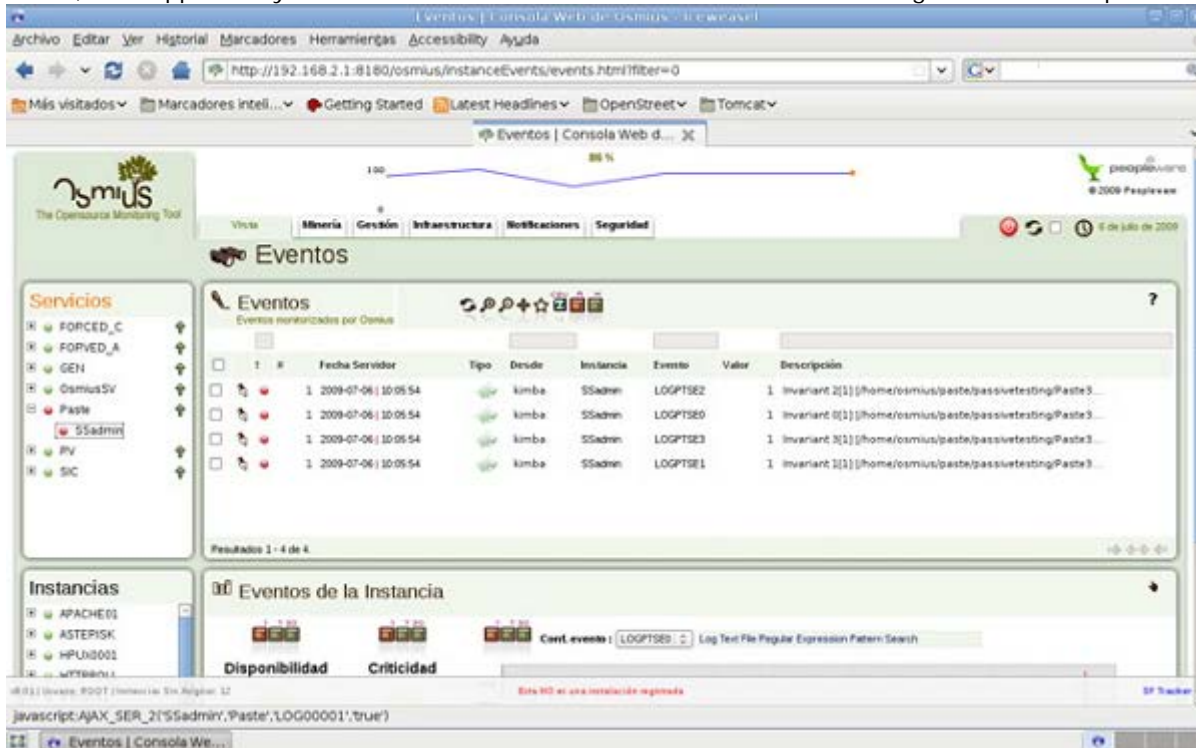 Eventos | Consola Web de Osmius - Iceweasel
Archivo Editar Ver Historial Marcadores Herramientas Accessibility Ayuda
http://192.168.2.1:8180/osmius/instanceEvents/events.html?filter=0
Más visitados Marcadores inteli... Getting Started Latest Headlines OpenStreet Tomcat
Eventos | Consola Web d...
Osmius
The Opensource Monitoring Tool
100
86 %
0
peopleware
© 2009 Peopleware
Vista Minería Gestión Infraestructura Notificaciones Seguridad
6 de julio de 2009
Eventos
Servicios
FORCED_C
FORVED_A
GEN
OsmiusSV
Paste
SSadmin
RV
SIC
Eventos
Eventos monitorizados por Osmius
?
! # Fecha Servidor Tipo Desde Instancia Evento Valor Descripción
1 2009-07-06 | 10:05:54 kimba SSadmin LOGPTSE2 1 Invariant 2[1] [/home/osmius/paste/passivetesting/Paste3...
1 2009-07-06 | 10:05:54 kimba SSadmin LOGPTSE0 1 Invariant 0[1] [/home/osmius/paste/passivetesting/Paste3...
1 2009-07-06 | 10:05:54 kimba SSadmin LOGPTSE3 1 Invariant 3[1] [/home/osmius/paste/passivetesting/Paste3...
1 2009-07-06 | 10:05:54 kimba SSadmin LOGPTSE1 1 Invariant 1[1] [/home/osmius/paste/passivetesting/Paste3...
Resultados 1 - 4 de 4
Instancias
APACHE01
ASTERISK
HPUX0001
Eventos de la Instancia
Disponibilidad
Criticidad
Cont. evento : LOGPTSE0 Log Text File Regular Expression Pattern Search
Usuario: ROOT | Instancias Sin Asignar: 12
Esta NO es una instalación registrada
SF Tracker
javascript:AJAX_SER_2('SSadmin','Paste','LOG00001','true')
Eventos | Consola We...